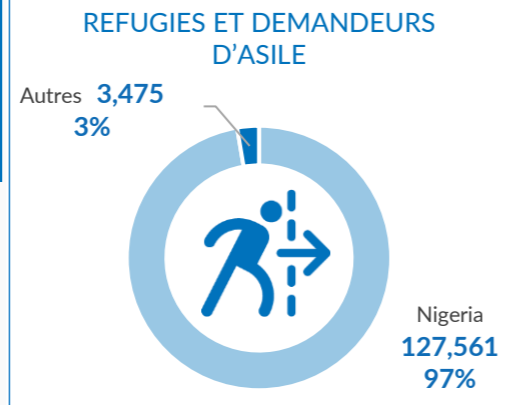 REFUGIES ET DEMANDEURS
D'ASILE
Autres 3,475
3%
Nigeria
127,561
97%